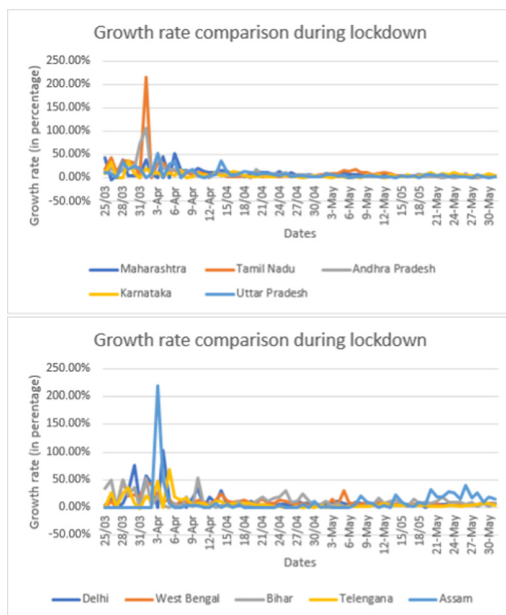 Growth rate comparison during lockdown
Growth rate (in percentage)
250.00%
200.00%
150.00%
100.00%
50.00%
0.00%
-50.00%
25/03 28/03 31/03 3-Apr 6-Apr 9-Apr 12-Apr 15/04 18/04 21/04 24/04 27/04 30/04 3-May 6-May 9-May 12-May 15/05 18/05 21-May 24-May 27-May 30-May
Dates
Maharashtra Tamil Nadu Andhra Pradesh
Karnataka Uttar Pradesh
Growth rate comparison during lockdown
Growth rate (in perentage)
250.00%
200.00%
150.00%
100.00%
50.00%
0.00%
-50.00%
25/03 28/03 31/03 3-Apr 6-Apr 9-Apr 12-Apr 15/04 18/04 21/04 24/04 27/04 30/04 3-May 6-May 9-May 12-May 15/05 18/05 21-May 24-May 27-May 30-May
Dates
Delhi West Bengal Bihar Telengana Assam